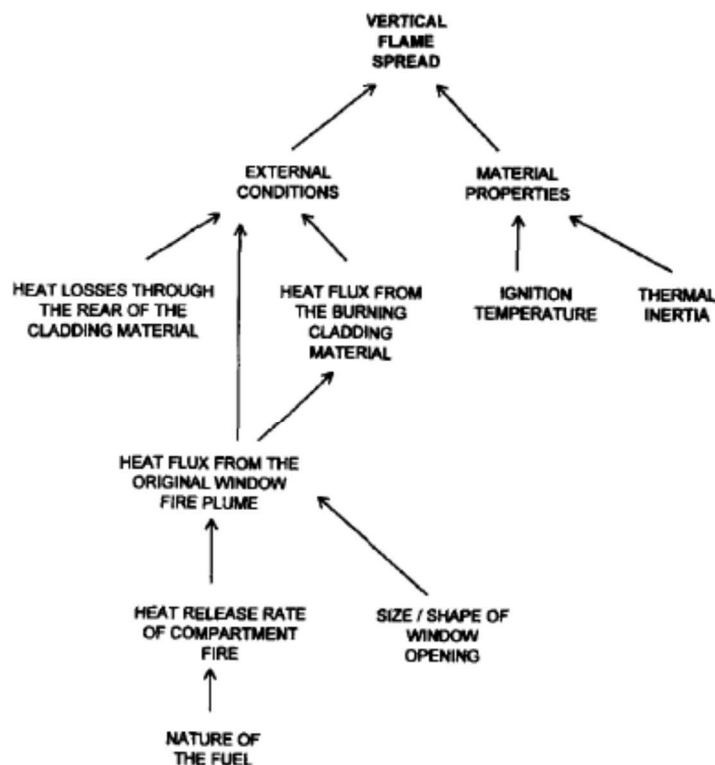 VERTICAL
FLAME
SPREAD
EXTERNAL
CONDITIONS
MATERIAL
PROPERTIES
HEAT LOSSES THROUGH
THE REAR OF THE
CLADDING MATERIAL
HEAT FLUX FROM
THE BURNING
CLADDING
MATERIAL
IGNITION
TEMPERATURE
THERMAL
INERTIA
HEAT FLUX FROM THE
ORIGINAL WINDOW
FIRE PLUME
HEAT RELEASE RATE
OF COMPARTMENT
FIRE
SIZE / SHAPE OF
WINDOW
OPENING
NATURE OF
THE FUEL